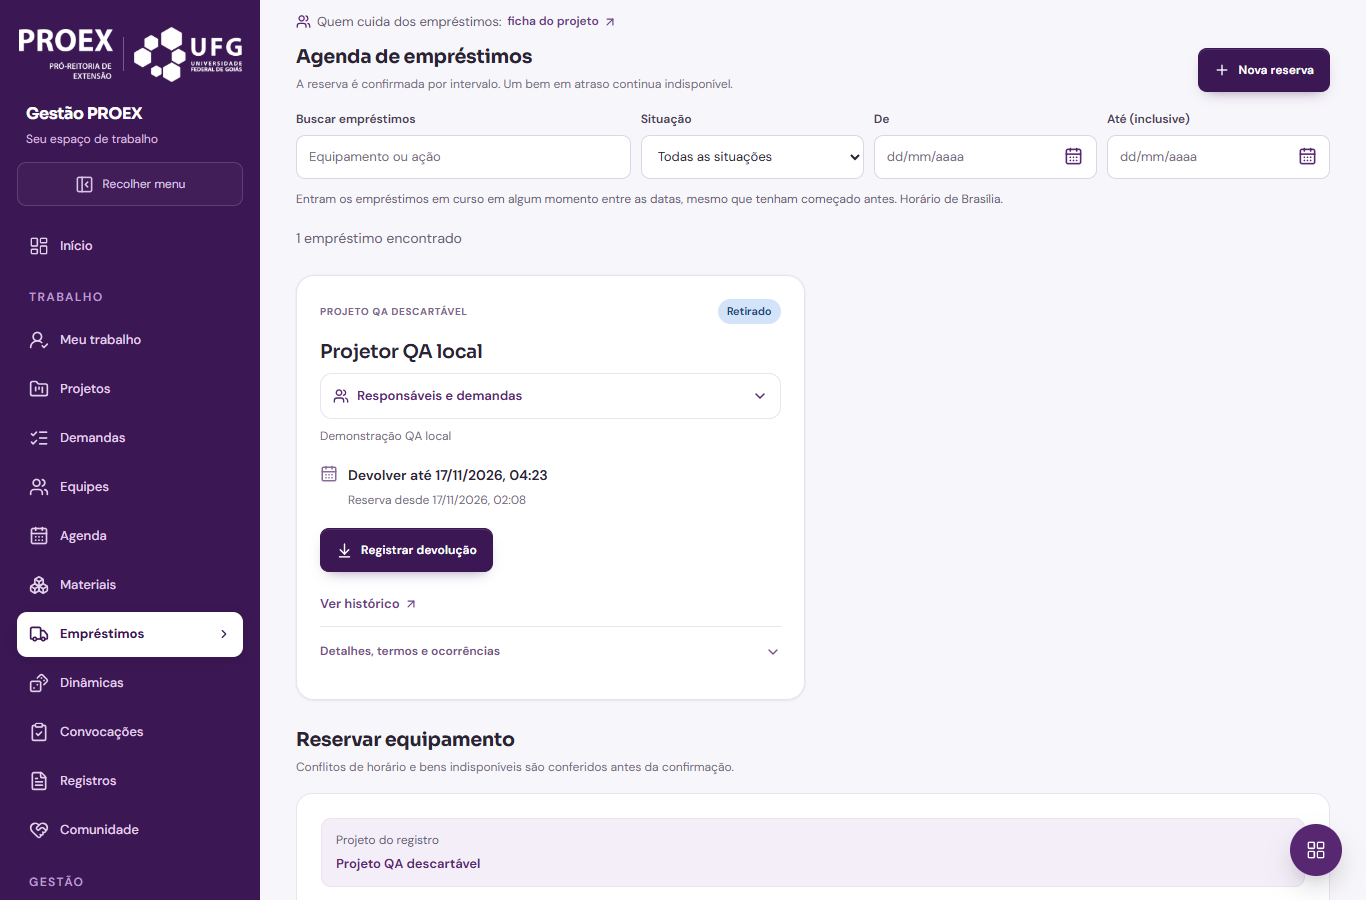 PROEX
PRÓ-REITORIA DE
EXTENSÃO
UFG
UNIVERSIDADE
FEDERAL DE GOIÁS
Gestão PROEX
Seu espaço de trabalho
Recolher menu
Início
TRABALHO
Meu trabalho
Projetos
Demandas
Equipes
Agenda
Materiais
Empréstimos
Dinâmicas
Convocações
Registros
Comunidade
GESTÃO
Quem cuida dos empréstimos: ficha do projeto
Agenda de empréstimos
A reserva é confirmada por intervalo. Um bem em atraso continua indisponível.
Nova reserva
Buscar empréstimos
Situação
De
Até (inclusive)
Equipamento ou ação
Todas as situações
dd/mm/aaaa
dd/mm/aaaa
Entram os empréstimos em curso em algum momento entre as datas, mesmo que tenham começado antes. Horário de Brasília.
1 empréstimo encontrado
PROJETO QA DESCARTÁVEL
Retirado
Projetor QA local
Responsáveis e demandas
Demonstração QA local
Devolver até 17/11/2026, 04:23
Reserva desde 17/11/2026, 02:08
Registrar devolução
Ver histórico
Detalhes, termos e ocorrências
Reservar equipamento
Conflitos de horário e bens indisponíveis são conferidos antes da confirmação.
Projeto do registro
Projeto QA descartável